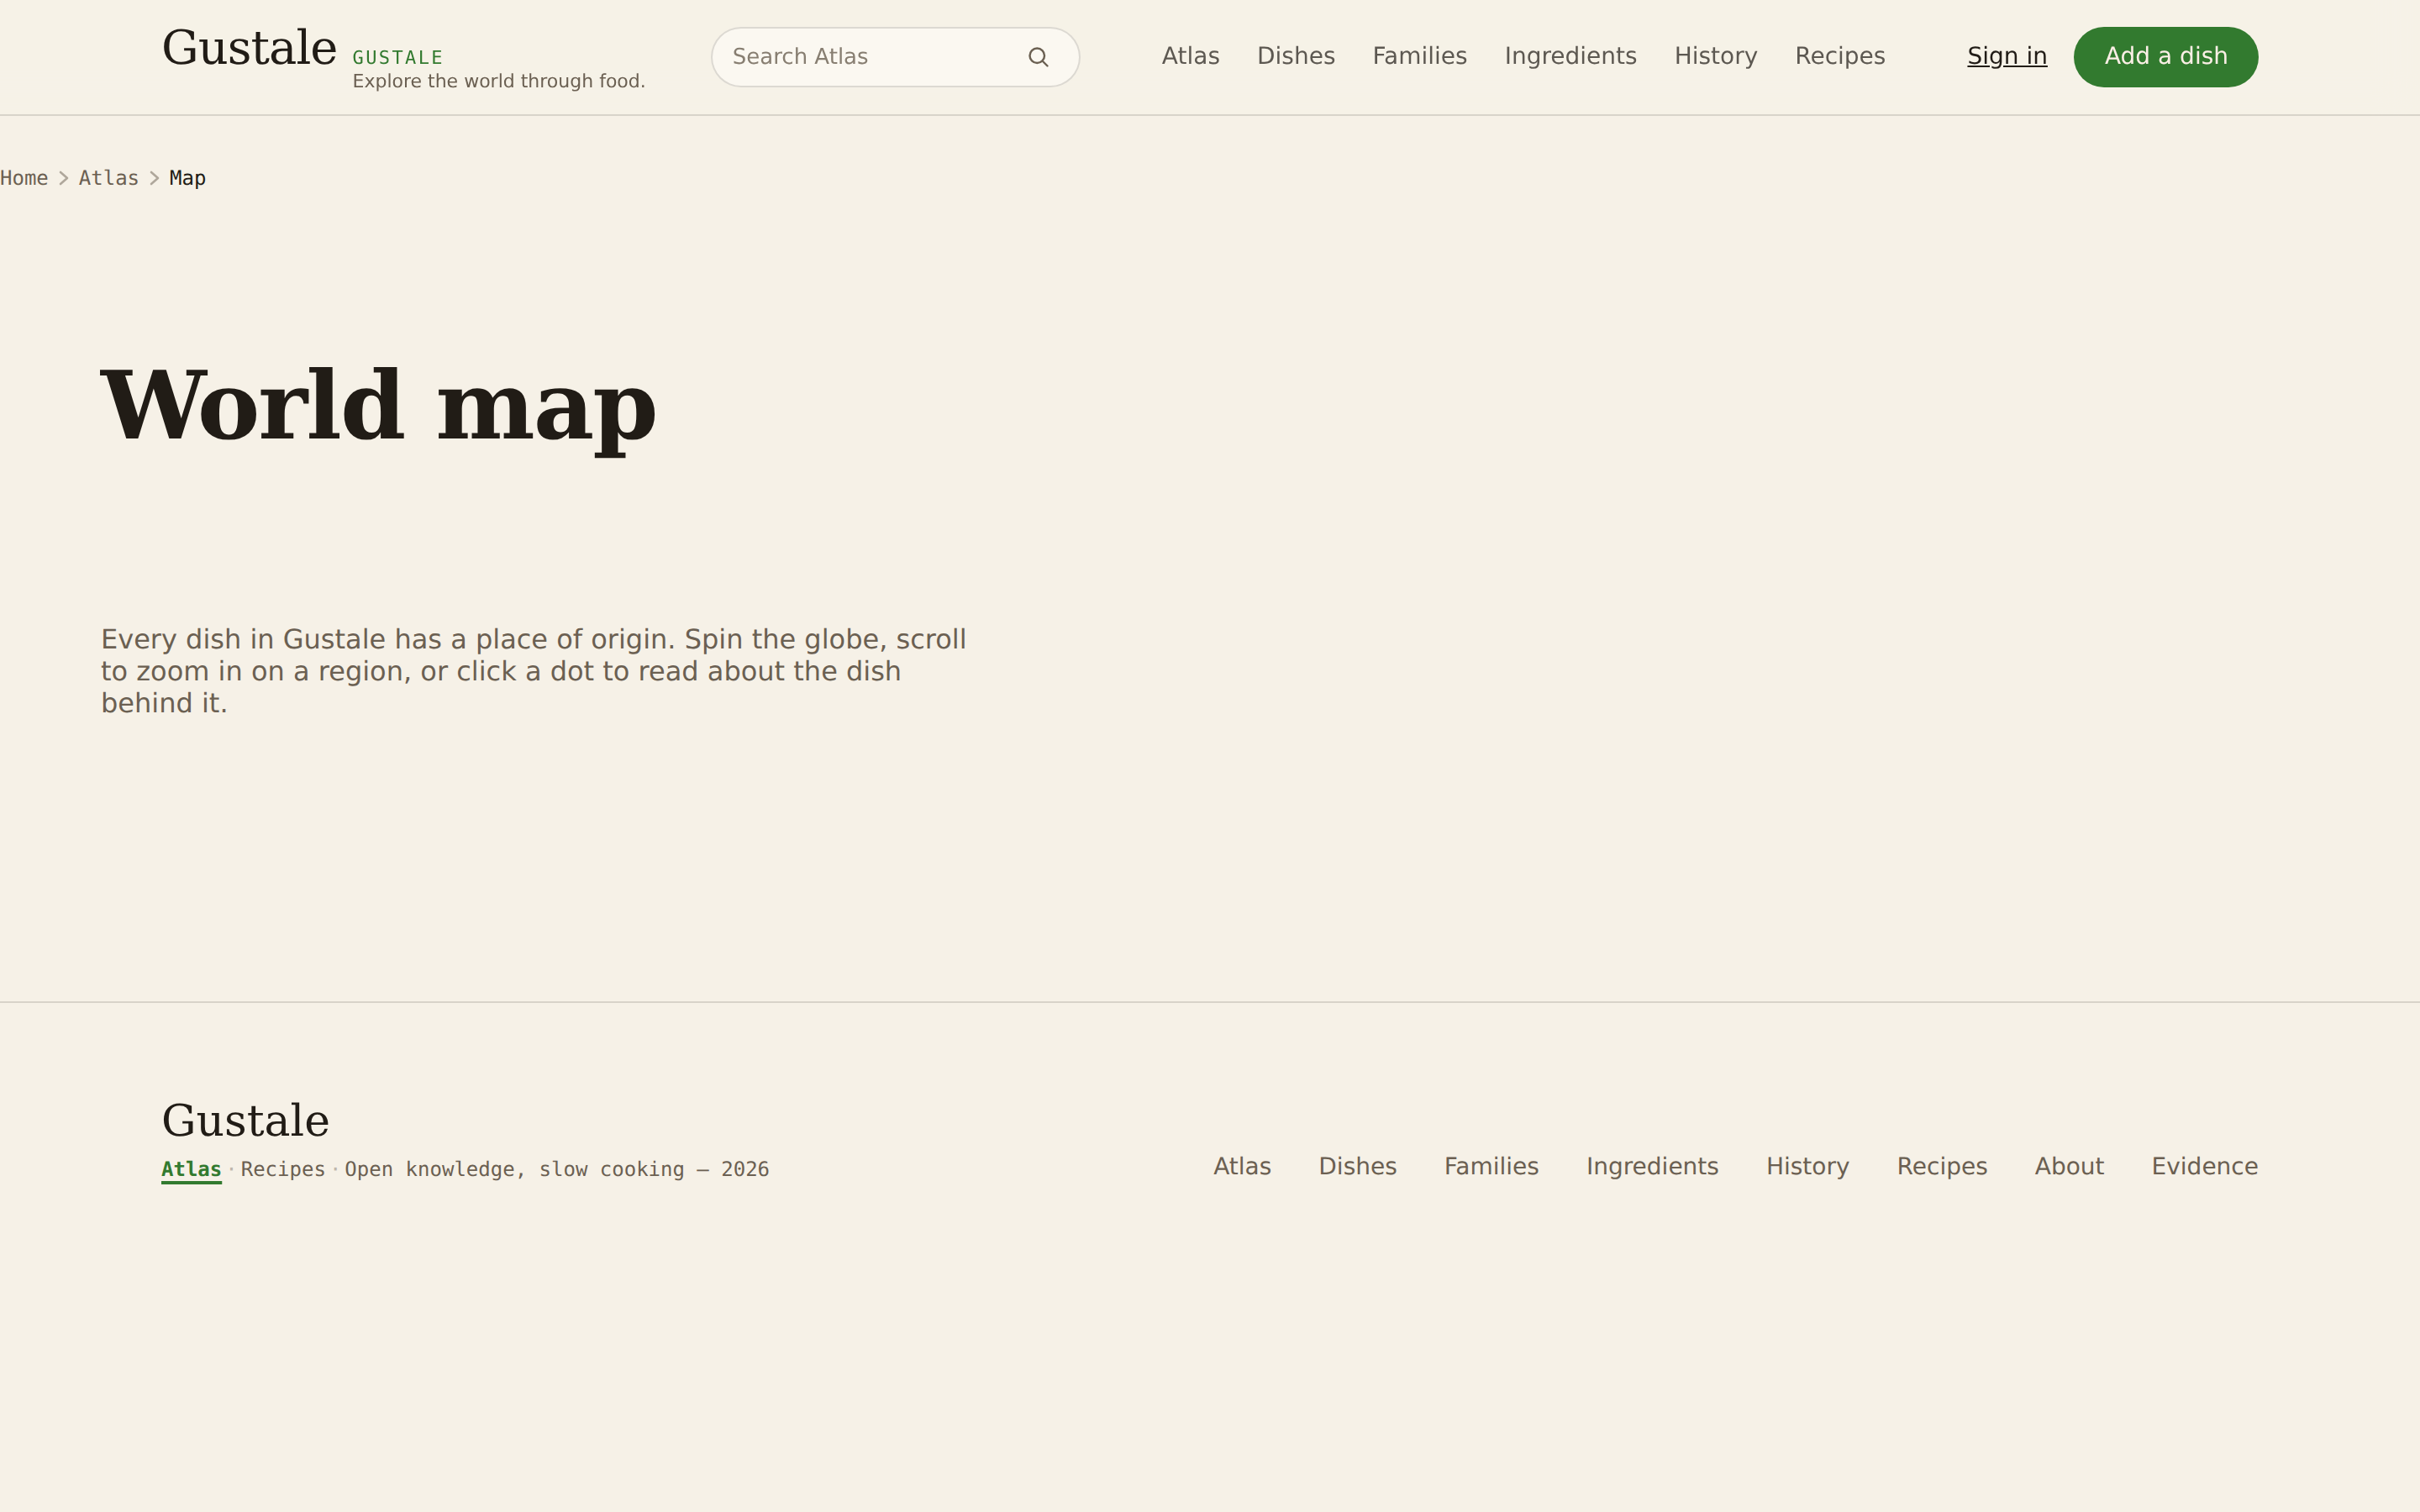 Gustale
GUSTALE
Explore the world through food.
Search Atlas
Atlas Dishes Families Ingredients History Recipes
Sign in
Add a dish
Home > Atlas > Map
World map
Every dish in Gustale has a place of origin. Spin the globe, scroll
to zoom in on a region, or click a dot to read about the dish
behind it.
Gustale
Atlas · Recipes · Open knowledge, slow cooking — 2026
Atlas Dishes Families Ingredients History Recipes About Evidence